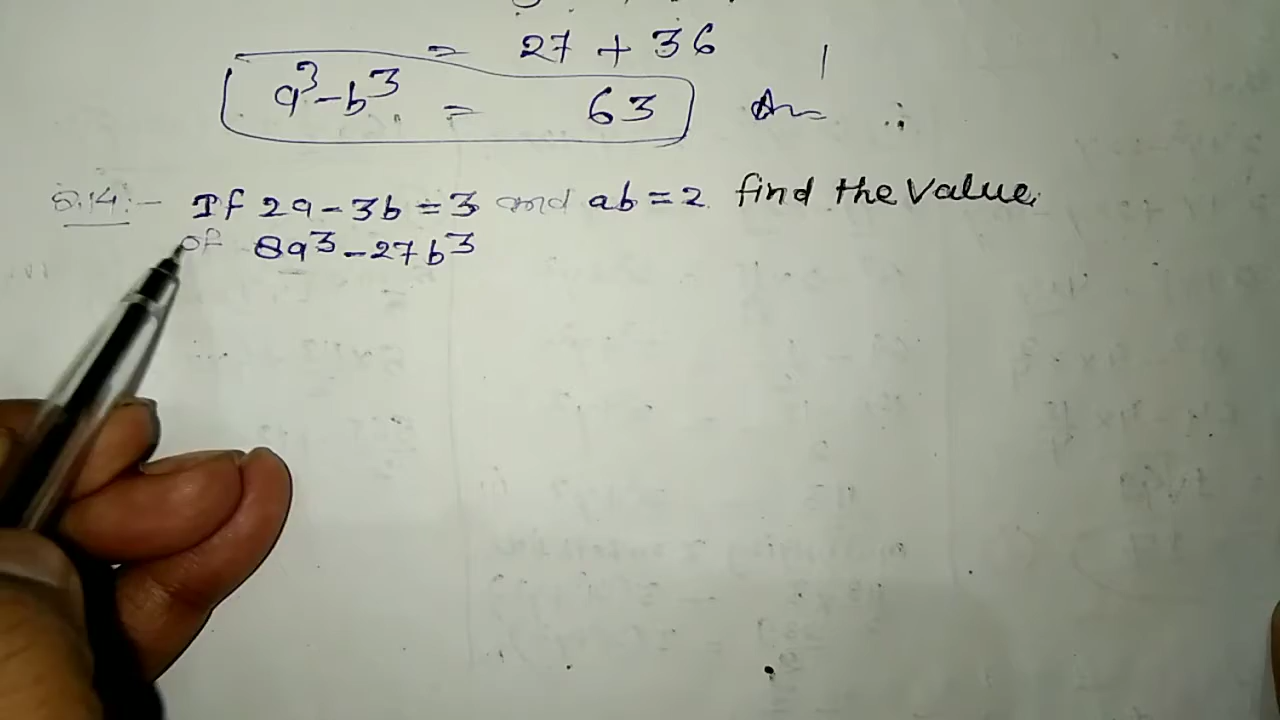 = 27 + 36
a³-b³ = 63 Ans
Q.14:- If 2a-3b=3 and ab=2 find the value
of 8a³-27b³